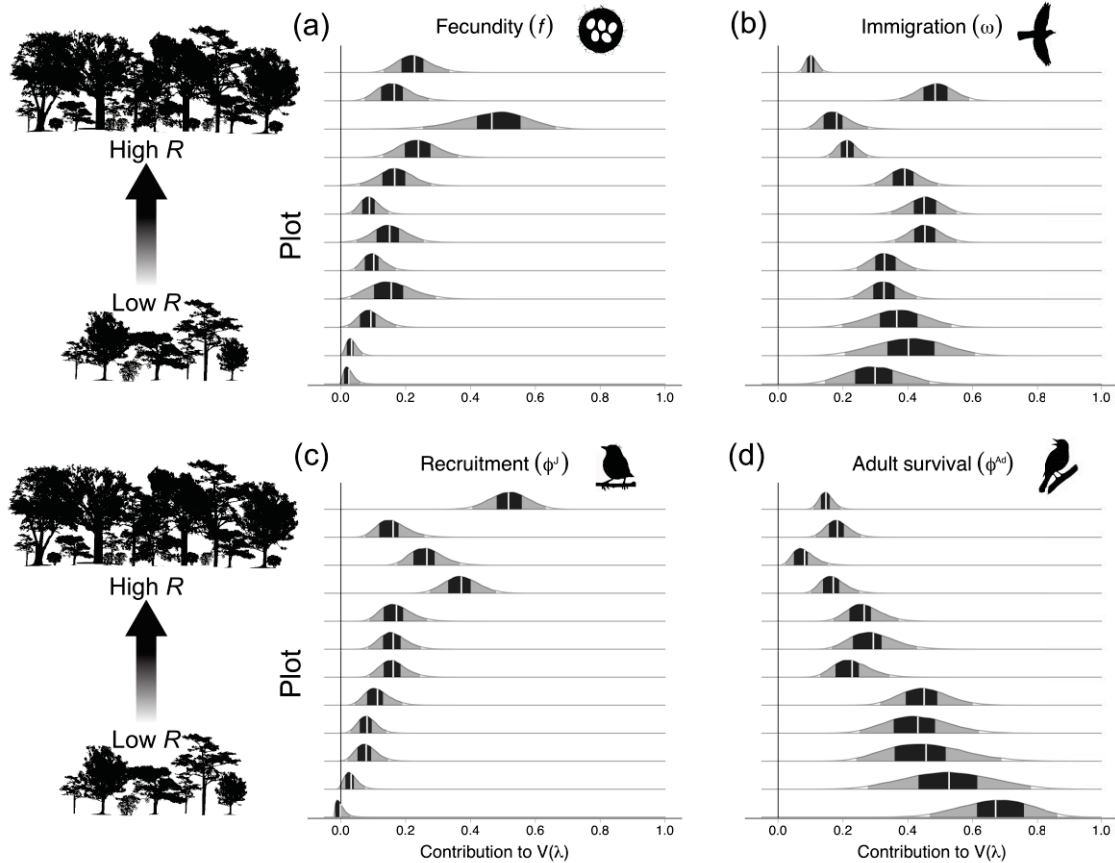 (a) Fecundity (f)
(b) Immigration (ω)
High R
Low R
Plot
0.0 0.2 0.4 0.6 0.8 1.0
0.0 0.2 0.4 0.6 0.8 1.0
(c) Recruitment (ϕᴶ)
(d) Adult survival (ϕᴬᵈ)
High R
Low R
Plot
0.0 0.2 0.4 0.6 0.8 1.0
0.0 0.2 0.4 0.6 0.8 1.0
Contribution to V(λ)
Contribution to V(λ)